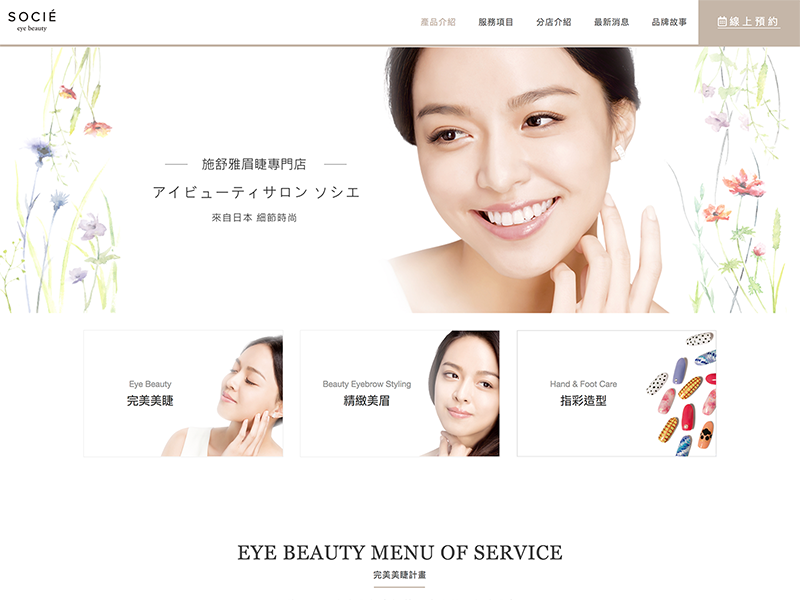 SOCIÉ
eye beauty
產品介紹
服務項目
分店介紹
最新消息
品牌故事
線上預約
施舒雅眉睫專門店
アイビューティサロン ソシエ
來自日本 細節時尚
Eye Beauty
完美美睫
Beauty Eyebrow Styling
精緻美眉
Hand & Foot Care
指彩造型
EYE BEAUTY MENU OF SERVICE
完美美睫計畫